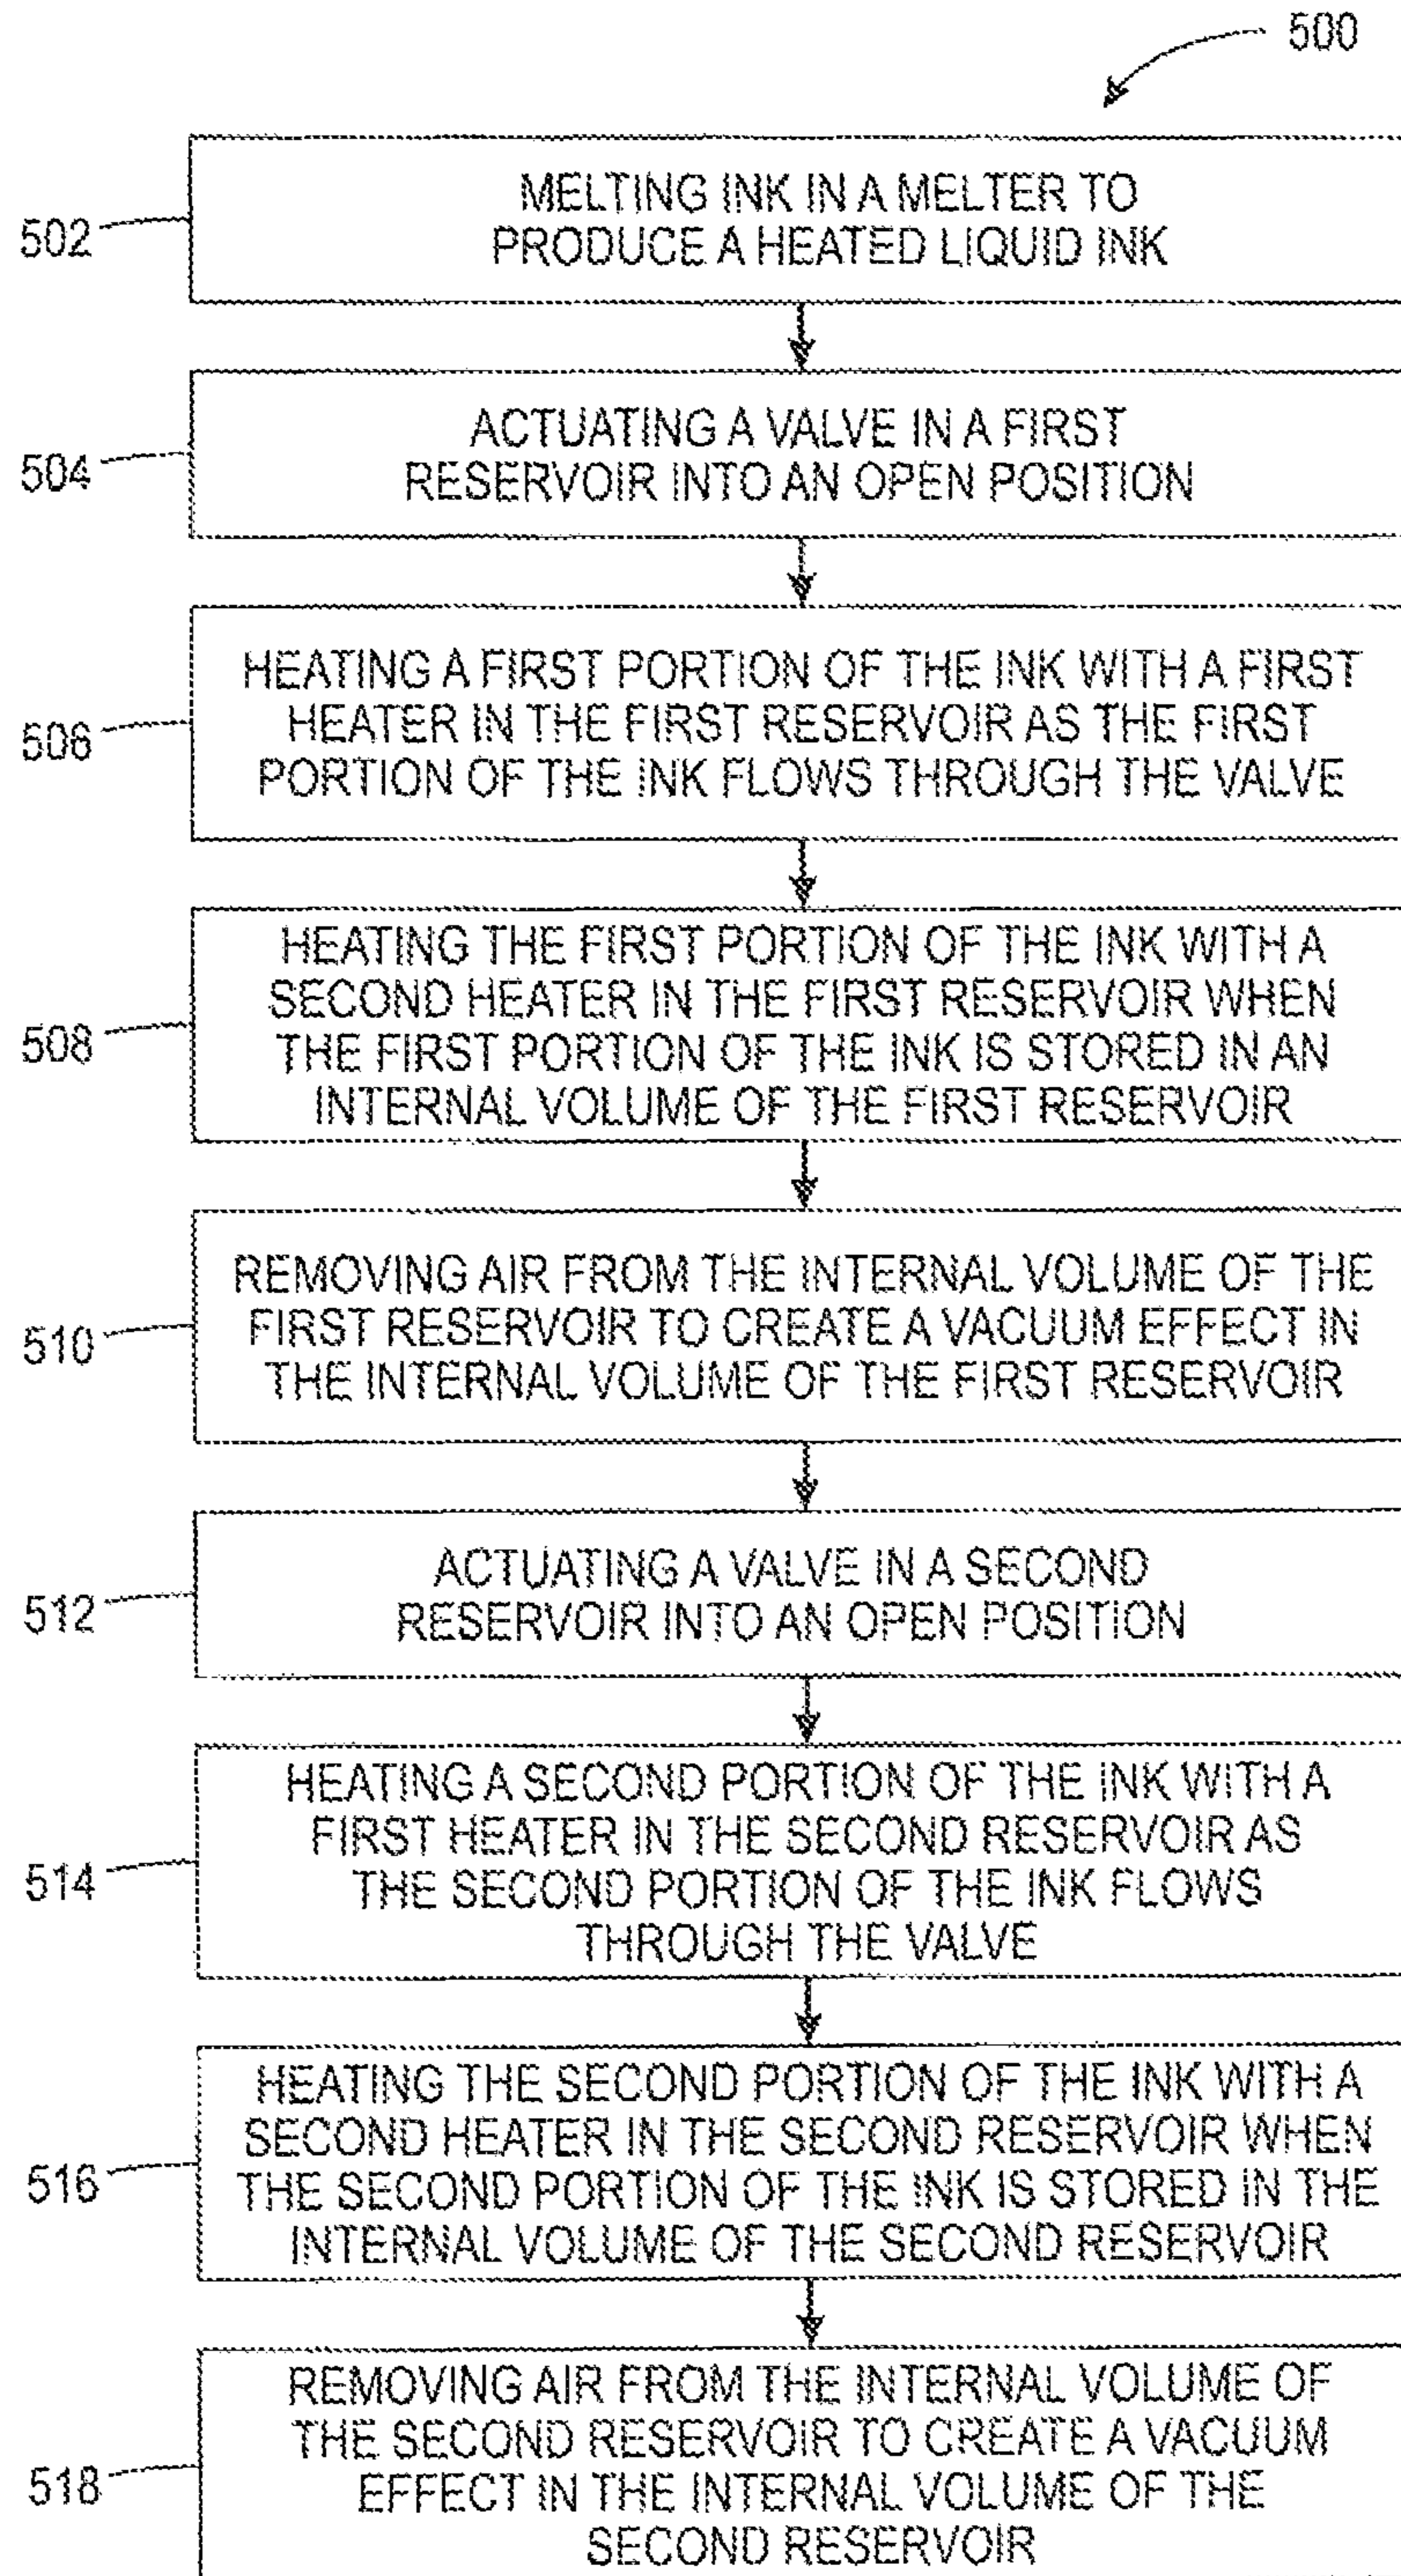 500
502
MELTING INK IN A MELTER TO
PRODUCE A HEATED LIQUID INK
504
ACTUATING A VALVE IN A FIRST
RESERVOIR INTO AN OPEN POSITION
506
HEATING A FIRST PORTION OF THE INK WITH A FIRST
HEATER IN THE FIRST RESERVOIR AS THE FIRST
PORTION OF THE INK FLOWS THROUGH THE VALVE
508
HEATING THE FIRST PORTION OF THE INK WITH A
SECOND HEATER IN THE FIRST RESERVOIR WHEN
THE FIRST PORTION OF THE INK IS STORED IN AN
INTERNAL VOLUME OF THE FIRST RESERVOIR
510
REMOVING AIR FROM THE INTERNAL VOLUME OF THE
FIRST RESERVOIR TO CREATE A VACUUM EFFECT IN
THE INTERNAL VOLUME OF THE FIRST RESERVOIR
512
ACTUATING A VALVE IN A SECOND
RESERVOIR INTO AN OPEN POSITION
514
HEATING A SECOND PORTION OF THE INK WITH A
FIRST HEATER IN THE SECOND RESERVOIR AS
THE SECOND PORTION OF THE INK FLOWS
THROUGH THE VALVE
516
HEATING THE SECOND PORTION OF THE INK WITH A
SECOND HEATER IN THE SECOND RESERVOIR WHEN
THE SECOND PORTION OF THE INK IS STORED IN THE
INTERNAL VOLUME OF THE SECOND RESERVOIR
518
REMOVING AIR FROM THE INTERNAL VOLUME OF
THE SECOND RESERVOIR TO CREATE A VACUUM
EFFECT IN THE INTERNAL VOLUME OF THE
SECOND RESERVOIR